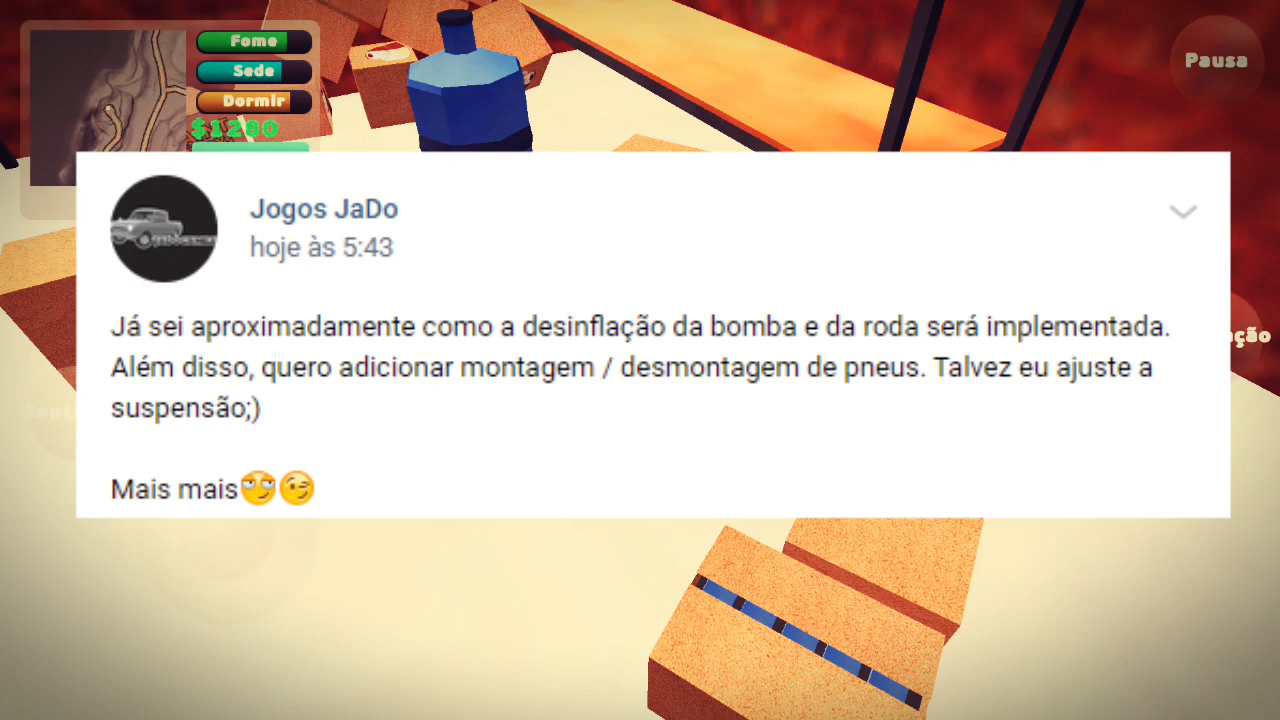 Fome
Sede
Dormir
$1280
Pausa
Jogos JaDo
hoje às 5:43
Já sei aproximadamente como a desinflação da bomba e da roda será implementada.
Além disso, quero adicionar montagem / desmontagem de pneus. Talvez eu ajuste a
suspensão;)
Mais mais🙄😉